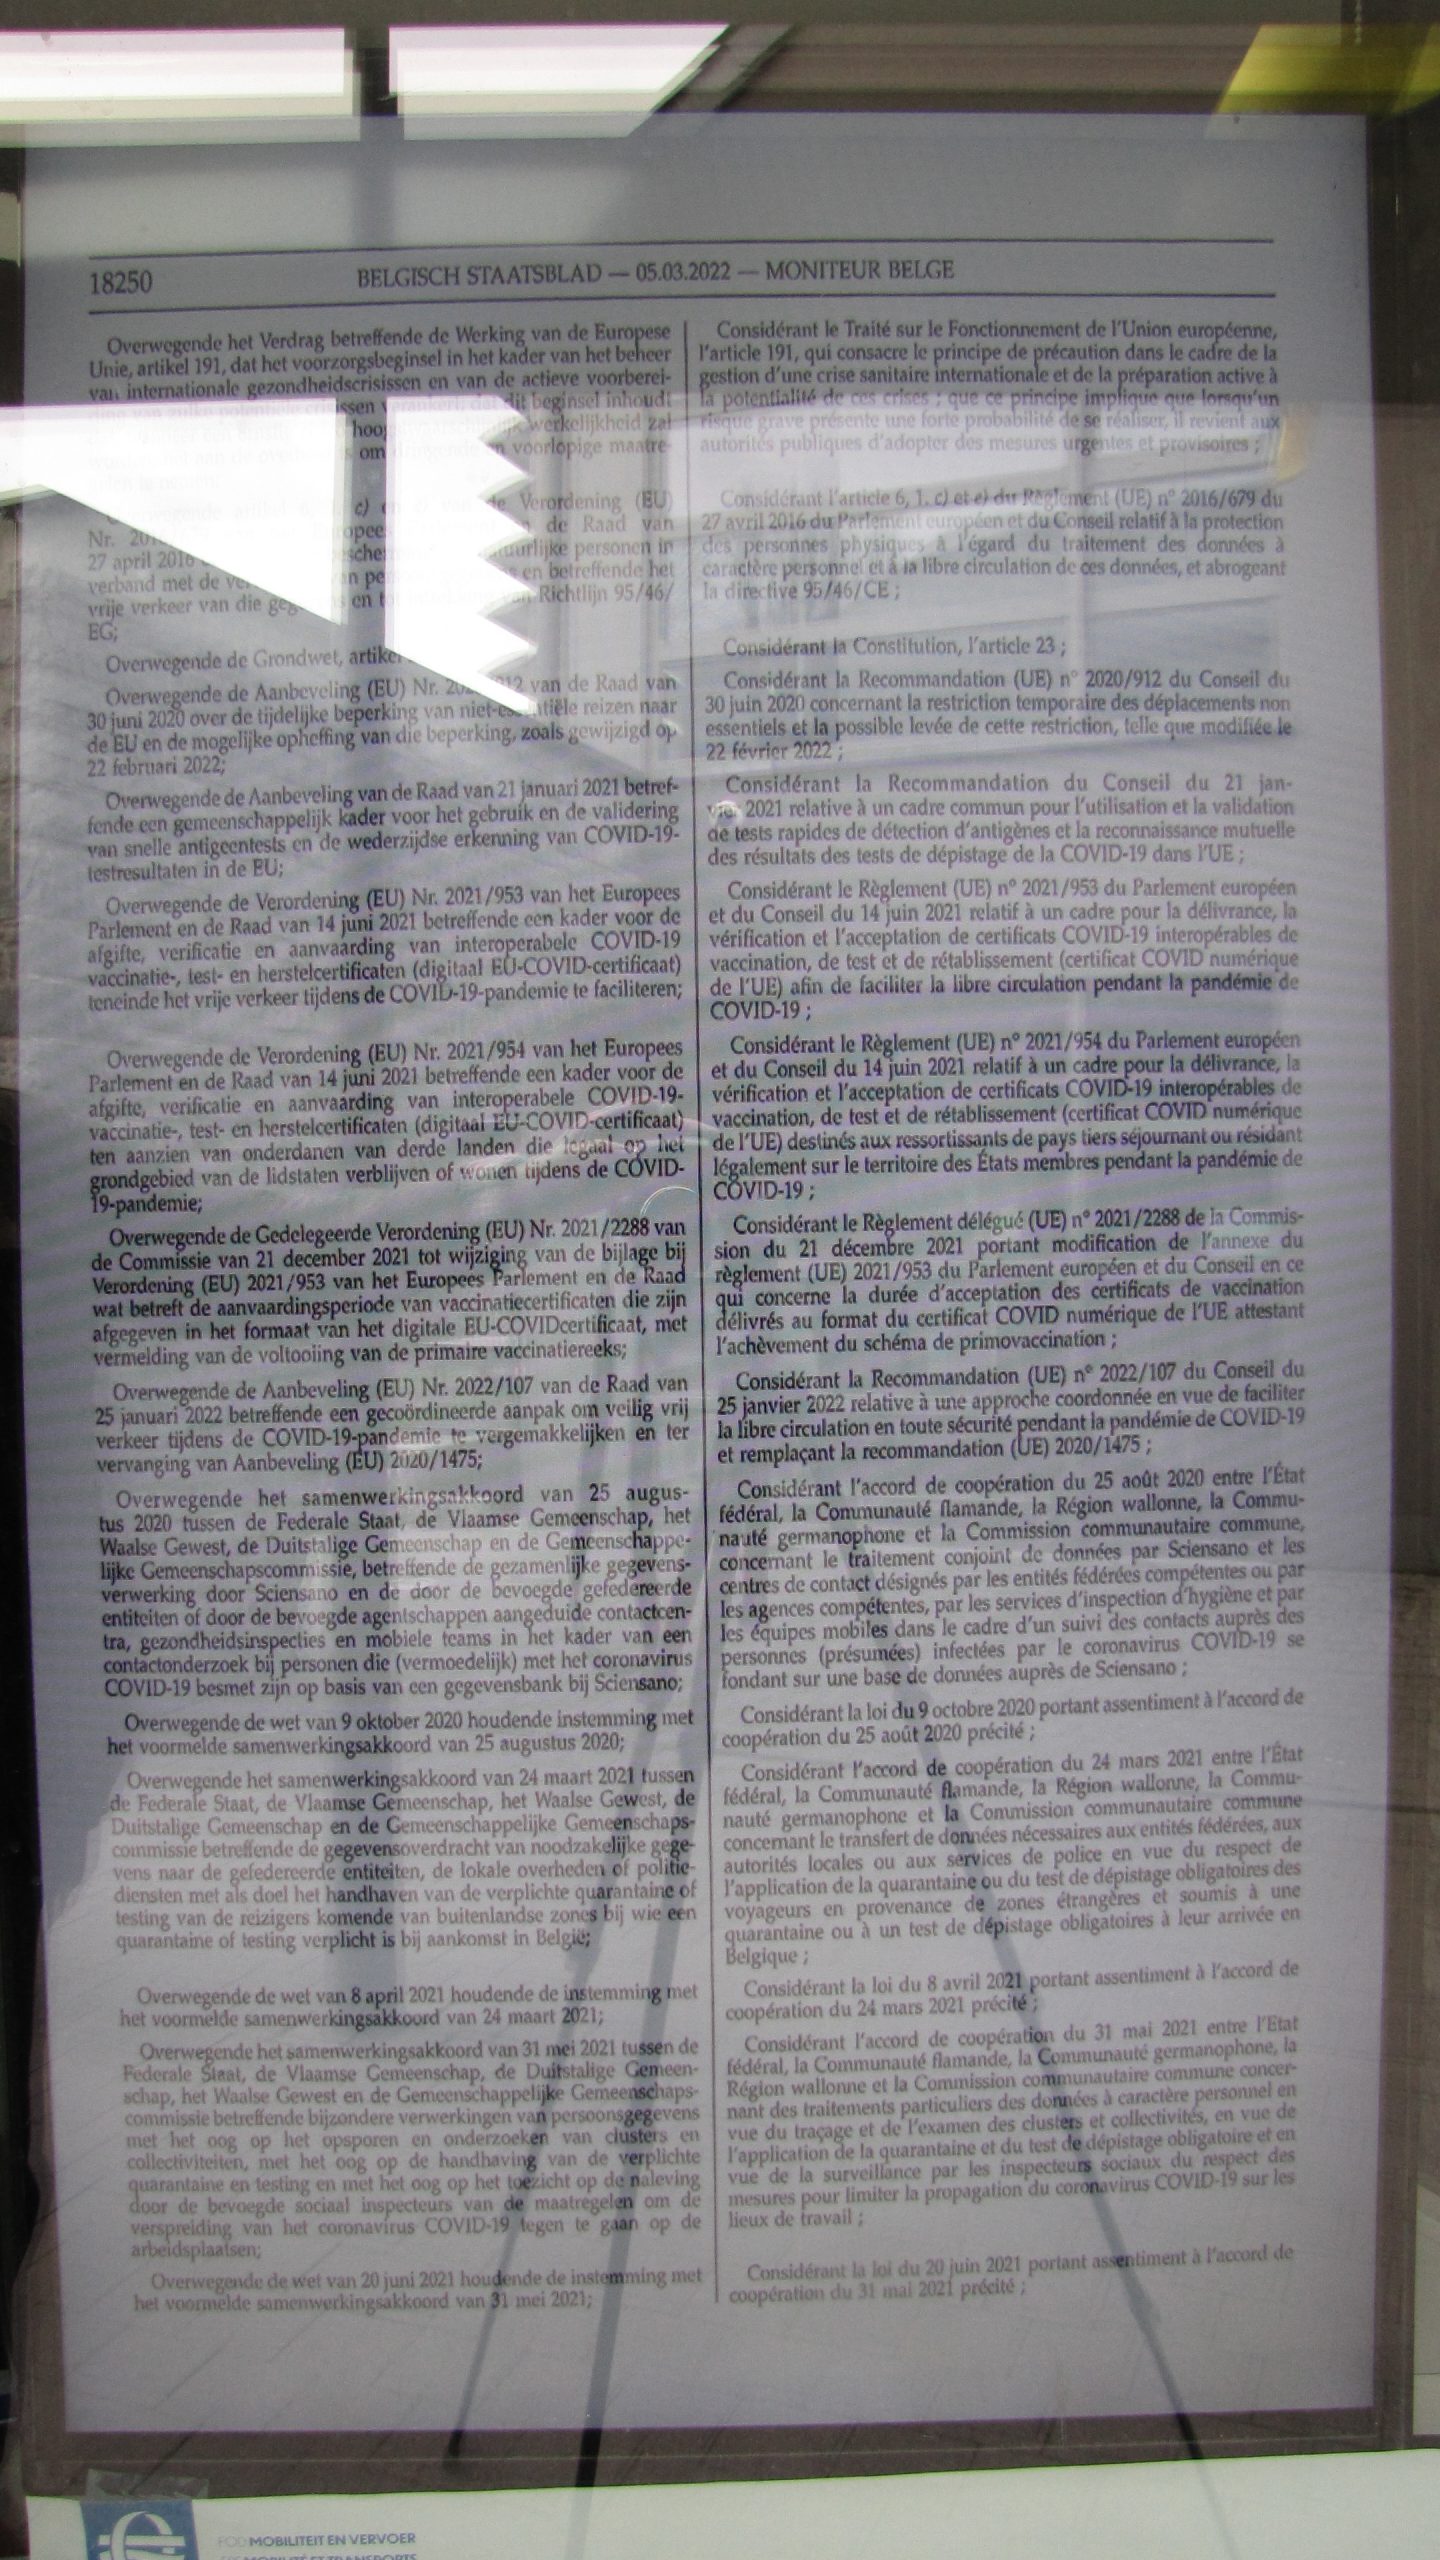 18250 BELGISCH STAATSBLAD — 05.03.2022 — MONITEUR BELGE
Overwegende het Verdrag betreffende de Werking van de Europese
Unie, artikel 191, dat het voorzorgsbeginsel in het kader van het beheer
van internationale gezondheidscrisissen en van de actieve voorberei-
dit beginsel inhoudt
werkelijkheid zal
om voorlopige maatre-
c) de Verordening (EU)
Nr. de Raad van
27 april 2016 personen in
verband met de en betreffende het
vrije verkeer van die en Richtlijn 95/46/
EG;
Overwegende de Grondwet,
Overwegende de Aanbeveling (EU) Nr. van de Raad van
30 juni 2020 over de tijdelijke beperking van niet-essentiële reizen naar
de EU en de mogelijke opheffing van die beperking, zoals gewijzigd op
22 februari 2022;
Overwegende de Aanbeveling van de Raad van 21 januari 2021 betref-
fende een gemeenschappelijk kader voor het gebruik en de validering
van snelle antigeentests en de wederzijdse erkenning van COVID-19-
testresultaten in de EU;
Overwegende de Verordening (EU) Nr. 2021/953 van het Europees
Parlement en de Raad van 14 juni 2021 betreffende een kader voor de
afgifte, verificatie en aanvaarding van interoperabele COVID-19
vaccinatie-, test- en herstelcertificaten (digitaal EU-COVID-certificaat)
teneinde het vrije verkeer tijdens de COVID-19-pandemie te faciliteren;
Overwegende de Verordening (EU) Nr. 2021/954 van het Europees
Parlement en de Raad van 14 juni 2021 betreffende een kader voor de
afgifte, verificatie en aanvaarding van interoperabele COVID-19-
vaccinatie-, test- en herstelcertificaten (digitaal EU-COVID-certificaat)
ten aanzien van onderdanen van derde landen die legaal op het
grondgebied van de lidstaten verblijven of wonen tijdens de COVID-
19-pandemie;
Overwegende de Gedelegeerde Verordening (EU) Nr. 2021/2288 van
de Commissie van 21 december 2021 tot wijziging van de bijlage bij
Verordening (EU) 2021/953 van het Europees Parlement en de Raad
wat betreft de aanvaardingsperiode van vaccinatiecertificaten die zijn
afgegeven in het formaat van het digitale EU-COVIDcertificaat, met
vermelding van de voltooiing van de primaire vaccinatiereeks;
Overwegende de Aanbeveling (EU) Nr. 2022/107 van de Raad van
25 januari 2022 betreffende een gecoördineerde aanpak om veilig vrij
verkeer tijdens de COVID-19-pandemie te vergemakkelijken en ter
vervanging van Aanbeveling (EU) 2020/1475;
Overwegende het samenwerkingsakkoord van 25 augus-
tus 2020 tussen de Federale Staat, de Vlaamse Gemeenschap, het
Waalse Gewest, de Duitstalige Gemeenschap en de Gemeenschappe-
lijke Gemeenschapscommissie, betreffende de gezamenlijke gegevens-
verwerking door Sciensano en de door de bevoegde gefedereerde
entiteiten of door de bevoegde agentschappen aangeduide contactcen-
tra, gezondheidsinspecties en mobiele teams in het kader van een
contactonderzoek bij personen die (vermoedelijk) met het coronavirus
COVID-19 besmet zijn op basis van een gegevensbank bij Sciensano;
Overwegende de wet van 9 oktober 2020 houdende instemming met
het voormelde samenwerkingsakkoord van 25 augustus 2020;
Overwegende het samenwerkingsakkoord van 24 maart 2021 tussen
de Federale Staat, de Vlaamse Gemeenschap, het Waalse Gewest, de
Duitstalige Gemeenschap en de Gemeenschappelijke Gemeenschaps-
commissie betreffende de gegevensoverdracht van noodzakelijke gege-
vens naar de gefedereerde entiteiten, de lokale overheden of politie-
diensten met als doel het handhaven van de verplichte quarantaine of
testing van de reizigers komende van buitenlandse zones bij wie een
quarantaine of testing verplicht is bij aankomst in België;
Overwegende de wet van 8 april 2021 houdende de instemming met
het voormelde samenwerkingsakkoord van 24 maart 2021;
Overwegende het samenwerkingsakkoord van 31 mei 2021 tussen de
Federale Staat, de Vlaamse Gemeenschap, de Duitstalige Gemeen-
schap, het Waalse Gewest en de Gemeenschappelijke Gemeenschaps-
commissie betreffende bijzondere verwerkingen van persoonsgegevens
met het oog op het opsporen en onderzoeken van clusters en
collectiviteiten, met het oog op de handhaving van de verplichte
quarantaine en testing en met het oog op het toezicht op de naleving
door de bevoegde sociaal inspecteurs van de maatregelen om de
verspreiding van het coronavirus COVID-19 tegen te gaan op de
arbeidsplaatsen;
Overwegende de wet van 20 juni 2021 houdende de instemming met
het voormelde samenwerkingsakkoord van 31 mei 2021;
Considérant le Traité sur le Fonctionnement de l'Union européenne,
l'article 191, qui consacre le principe de précaution dans le cadre de la
gestion d'une crise sanitaire internationale et de la préparation active à
la potentialité de ces crises ; que ce principe implique que lorsqu'un
risque grave présente une forte probabilité de se réaliser, il revient aux
autorités publiques d'adopter des mesures urgentes et provisoires ;
Considérant l'article 6, 1. c) et e) du Règlement (UE) n° 2016/679 du
27 avril 2016 du Parlement européen et du Conseil relatif à la protection
des personnes physiques à l'égard du traitement des données à
caractère personnel et à la libre circulation de ces données, et abrogeant
la directive 95/46/CE ;
Considérant la Constitution, l'article 23 ;
Considérant la Recommandation (UE) n° 2020/912 du Conseil du
30 juin 2020 concernant la restriction temporaire des déplacements non
essentiels et la possible levée de cette restriction, telle que modifiée le
22 février 2022 ;
Considérant la Recommandation du Conseil du 21 jan-
vier 2021 relative à un cadre commun pour l'utilisation et la validation
de tests rapides de détection d'antigènes et la reconnaissance mutuelle
des résultats des tests de dépistage de la COVID-19 dans l'UE ;
Considérant le Règlement (UE) n° 2021/953 du Parlement européen
et du Conseil du 14 juin 2021 relatif à un cadre pour la délivrance, la
vérification et l'acceptation de certificats COVID-19 interopérables de
vaccination, de test et de rétablissement (certificat COVID numérique
de l'UE) afin de faciliter la libre circulation pendant la pandémie de
COVID-19 ;
Considérant le Règlement (UE) n° 2021/954 du Parlement européen
et du Conseil du 14 juin 2021 relatif à un cadre pour la délivrance, la
vérification et l'acceptation de certificats COVID-19 interopérables de
vaccination, de test et de rétablissement (certificat COVID numérique
de l'UE) destinés aux ressortissants de pays tiers séjournant ou résidant
légalement sur le territoire des États membres pendant la pandémie de
COVID-19 ;
Considérant le Règlement délégué (UE) n° 2021/2288 de la Commis-
sion du 21 décembre 2021 portant modification de l'annexe du
règlement (UE) 2021/953 du Parlement européen et du Conseil en ce
qui concerne la durée d'acceptation des certificats de vaccination
délivrés au format du certificat COVID numérique de l'UE attestant
l'achèvement du schéma de primovaccination ;
Considérant la Recommandation (UE) n° 2022/107 du Conseil du
25 janvier 2022 relative à une approche coordonnée en vue de faciliter
la libre circulation en toute sécurité pendant la pandémie de COVID-19
et remplaçant la recommandation (UE) 2020/1475 ;
Considérant l'accord de coopération du 25 août 2020 entre l'État
fédéral, la Communauté flamande, la Région wallonne, la Commu-
nauté germanophone et la Commission communautaire commune,
concernant le traitement conjoint de données par Sciensano et les
centres de contact désignés par les entités fédérées compétentes ou par
les agences compétentes, par les services d'inspection d'hygiène et par
les équipes mobiles dans le cadre d'un suivi des contacts auprès des
personnes (présumées) infectées par le coronavirus COVID-19 se
fondant sur une base de données auprès de Sciensano ;
Considérant la loi du 9 octobre 2020 portant assentiment à l'accord de
coopération du 25 août 2020 précité ;
Considérant l'accord de coopération du 24 mars 2021 entre l'État
fédéral, la Communauté flamande, la Région wallonne, la Commu-
nauté germanophone et la Commission communautaire commune
concernant le transfert de données nécessaires aux entités fédérées, aux
autorités locales ou aux services de police en vue du respect de
l'application de la quarantaine ou du test de dépistage obligatoires des
voyageurs en provenance de zones étrangères et soumis à une
quarantaine ou à un test de dépistage obligatoires à leur arrivée en
Belgique ;
Considérant la loi du 8 avril 2021 portant assentiment à l'accord de
coopération du 24 mars 2021 précité ;
Considérant l'accord de coopération du 31 mai 2021 entre l'Etat
fédéral, la Communauté flamande, la Communauté germanophone, la
Région wallonne et la Commission communautaire commune concer-
nant des traitements particuliers des données à caractère personnel en
vue du traçage et de l'examen des clusters et collectivités, en vue de
l'application de la quarantaine et du test de dépistage obligatoire et en
vue de la surveillance par les inspecteurs sociaux du respect des
mesures pour limiter la propagation du coronavirus COVID-19 sur les
lieux de travail ;
Considérant la loi du 20 juin 2021 portant assentiment à l'accord de
coopération du 31 mai 2021 précité ;
FOD MOBILITEIT EN VERVOER